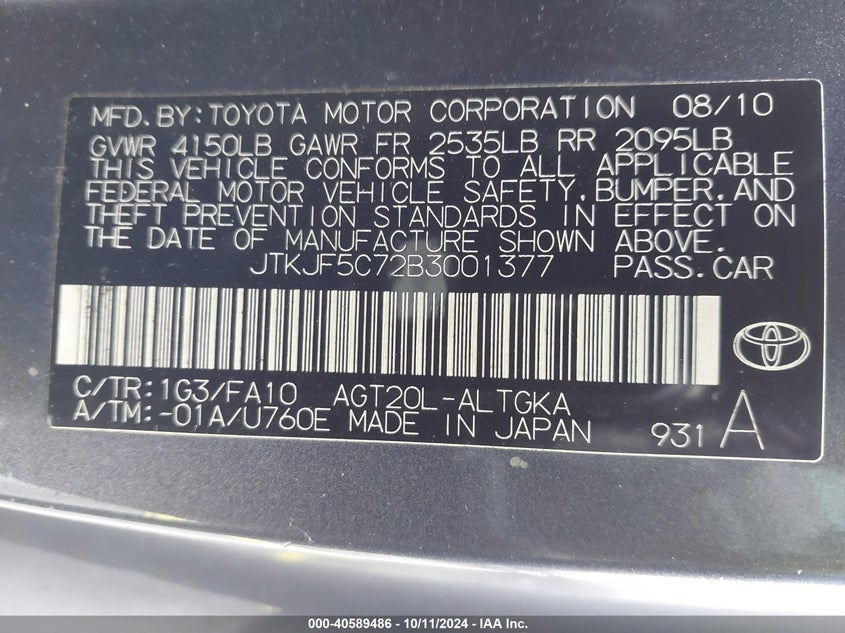 MFD. BY: TOYOTA MOTOR CORPORATION 08/10
GVWR 4150LB GAWR FR 2535LB RR 2095LB
THIS VEHICLE CONFORMS TO ALL APPLICABLE
FEDERAL MOTOR VEHICLE SAFETY, BUMPER, AND
THEFT PREVENTION STANDARDS IN EFFECT ON
THE DATE OF MANUFACTURE SHOWN ABOVE.
JTKJF5C72B3001377 PASS. CAR
C/TR: 1G3/FA10 AGT20L-ALTGKA
A/TM: -01A/U760E MADE IN JAPAN 931 A
000-40589486 - 10/11/2024 - IAA Inc.